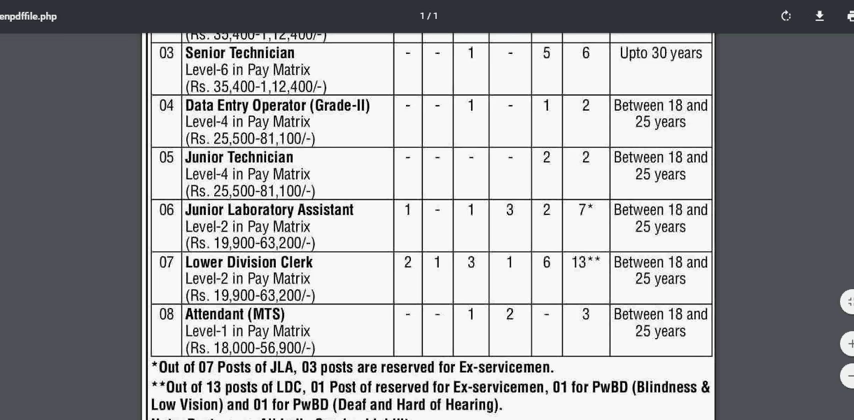 enpdffile.php
1 / 1
(Rs. 35,400-1,12,400/-)
03 Senior Technician - - 1 - 5 6 Upto 30 years
Level-6 in Pay Matrix
(Rs. 35,400-1,12,400/-)
04 Data Entry Operator (Grade-II) - - 1 - 1 2 Between 18 and
Level-4 in Pay Matrix 25 years
(Rs. 25,500-81,100/-)
05 Junior Technician - - - - 2 2 Between 18 and
Level-4 in Pay Matrix 25 years
(Rs. 25,500-81,100/-)
06 Junior Laboratory Assistant 1 - 1 3 2 7* Between 18 and
Level-2 in Pay Matrix 25 years
(Rs. 19,900-63,200/-)
07 Lower Division Clerk 2 1 3 1 6 13** Between 18 and
Level-2 in Pay Matrix 25 years
(Rs. 19,900-63,200/-)
08 Attendant (MTS) - - 1 2 - 3 Between 18 and
Level-1 in Pay Matrix 25 years
(Rs. 18,000-56,900/-)
*Out of 07 Posts of JLA, 03 posts are reserved for Ex-servicemen.
**Out of 13 posts of LDC, 01 Post of reserved for Ex-servicemen, 01 for PwBD (Blindness &
Low Vision) and 01 for PwBD (Deaf and Hard of Hearing).